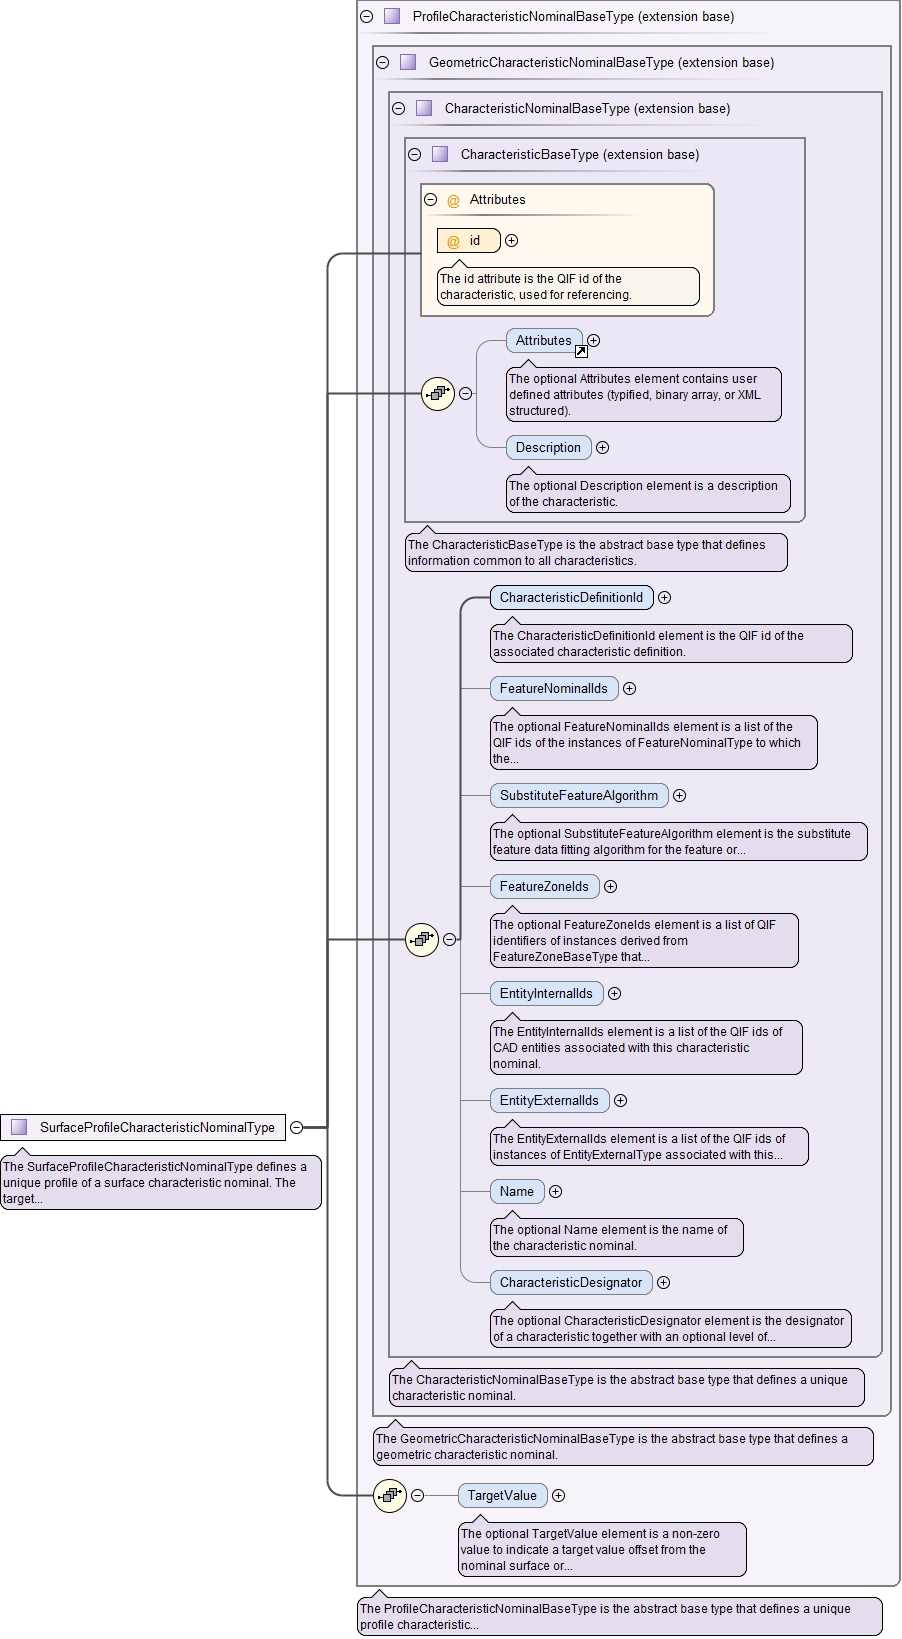 ProfileCharacteristicNominalBaseType (extension base)
GeometricCharacteristicNominalBaseType (extension base)
CharacteristicNominalBaseType (extension base)
CharacteristicBaseType (extension base)
@ Attributes
@ id
The id attribute is the QIF id of the
characteristic, used for referencing.
Attributes
The optional Attributes element contains user
defined attributes (typified, binary array, or XML
structured).
Description
The optional Description element is a description
of the characteristic.
The CharacteristicBaseType is the abstract base type that defines
information common to all characteristics.
CharacteristicDefinitionId
The CharacteristicDefinitionId element is the QIF id of the
associated characteristic definition.
FeatureNominalIds
The optional FeatureNominalIds element is a list of the
QIF ids of the instances of FeatureNominalType to which
the...
SubstituteFeatureAlgorithm
The optional SubstituteFeatureAlgorithm element is the substitute
feature data fitting algorithm for the feature or...
FeatureZoneIds
The optional FeatureZoneIds element is a list of QIF
identifiers of instances derived from
FeatureZoneBaseType that...
EntityInternalIds
The EntityInternalIds element is a list of the QIF ids of
CAD entities associated with this characteristic
nominal.
EntityExternalIds
The EntityExternalIds element is a list of the QIF ids of
instances of EntityExternalType associated with this...
Name
The optional Name element is the name of
the characteristic nominal.
CharacteristicDesignator
The optional CharacteristicDesignator element is the designator
of a characteristic together with an optional level of...
The CharacteristicNominalBaseType is the abstract base type that defines a unique
characteristic nominal.
The GeometricCharacteristicNominalBaseType is the abstract base type that defines a
geometric characteristic nominal.
TargetValue
The optional TargetValue element is a non-zero
value to indicate a target value offset from the
nominal surface or...
The ProfileCharacteristicNominalBaseType is the abstract base type that defines a unique
profile characteristic...
SurfaceProfileCharacteristicNominalType
The SurfaceProfileCharacteristicNominalType defines a
unique profile of a surface characteristic nominal. The
target...